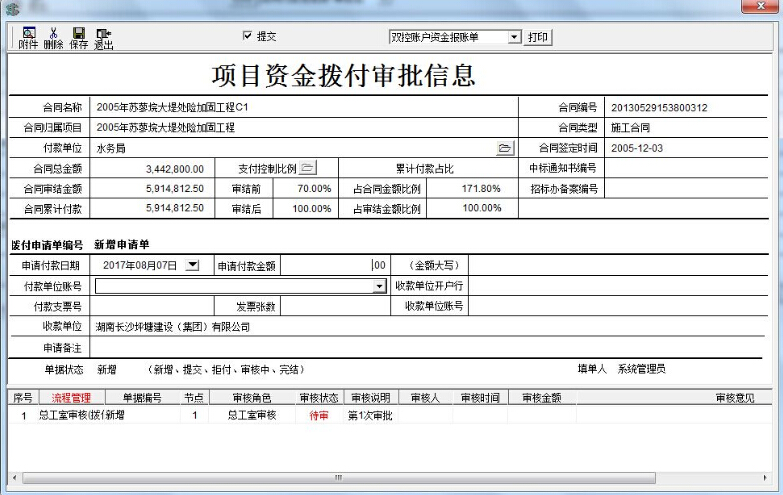 附件 删除 保存 退出 提交 双控账户资金报账单 打印
项目资金拨付审批信息
合同名称 2005年苏蓼垸大堤处险加固工程C1 合同编号 20130529153800312
合同归属项目 2005年苏蓼垸大堤处险加固工程 合同类型 施工合同
付款单位 水务局 合同签定时间 2005-12-03
合同总金额 3,442,800.00 支付控制比例 累计付款占比 中标通知书编号
合同审结金额 5,914,812.50 审结前 70.00% 占合同金额比例 171.80% 招标办备案编号
合同累计付款 5,914,812.50 审结后 100.00% 占审结金额比例 100.00%
拨付申请单编号 新增申请单
申请付款日期 2017年08月07日 申请付款金额 00 （金额大写）
付款单位账号 收款单位开户行
付款支票号 发票张数 收款单位账号
收款单位 湖南长沙坪塘建设（集团）有限公司
申请备注
单据状态 新增 （新增、提交、拒付、审核中、完结） 填单人 系统管理员
序号 流程管理 单据编号 节点 审核角色 审核状态 审核说明 审核人 审核时间 审核金额 审核意见
1 总工室审核(拨付 新增 1 总工室审核 待审 第1次审批